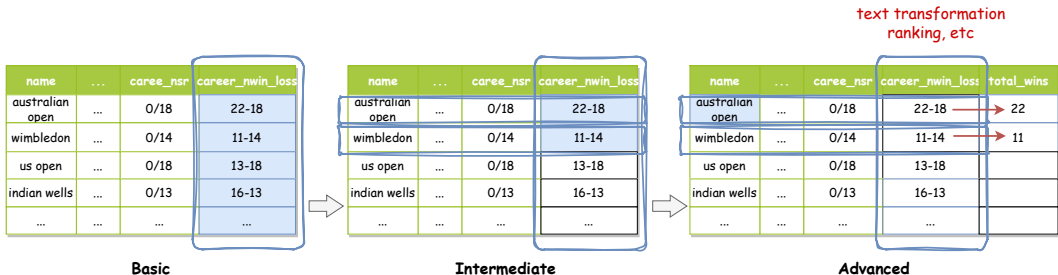 text transformation
ranking, etc
name ... caree_nsr career_nwin_loss
australian open ... 0/18 22-18
wimbledon ... 0/14 11-14
us open ... 0/18 13-18
indian wells ... 0/13 16-13
... ... ... ...
Basic
name ... caree_nsr career_nwin_loss
australian open ... 0/18 22-18
wimbledon ... 0/14 11-14
us open ... 0/18 13-18
indian wells ... 0/13 16-13
... ... ... ...
Intermediate
name ... caree_nsr career_nwin_loss total_wins
australian open ... 0/18 22-18 22
wimbledon ... 0/14 11-14 11
us open ... 0/18 13-18
indian wells ... 0/13 16-13
... ... ... ...
Advanced